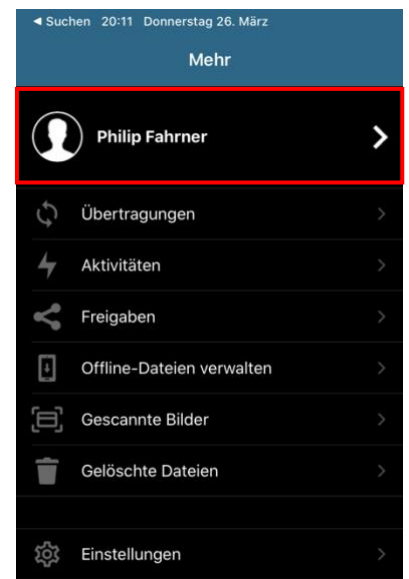 ◄ Suchen 20:11 Donnerstag 26. März
Mehr
Philip Fahrner
Übertragungen
Aktivitäten
Freigaben
Offline-Dateien verwalten
Gescannte Bilder
Gelöschte Dateien
Einstellungen